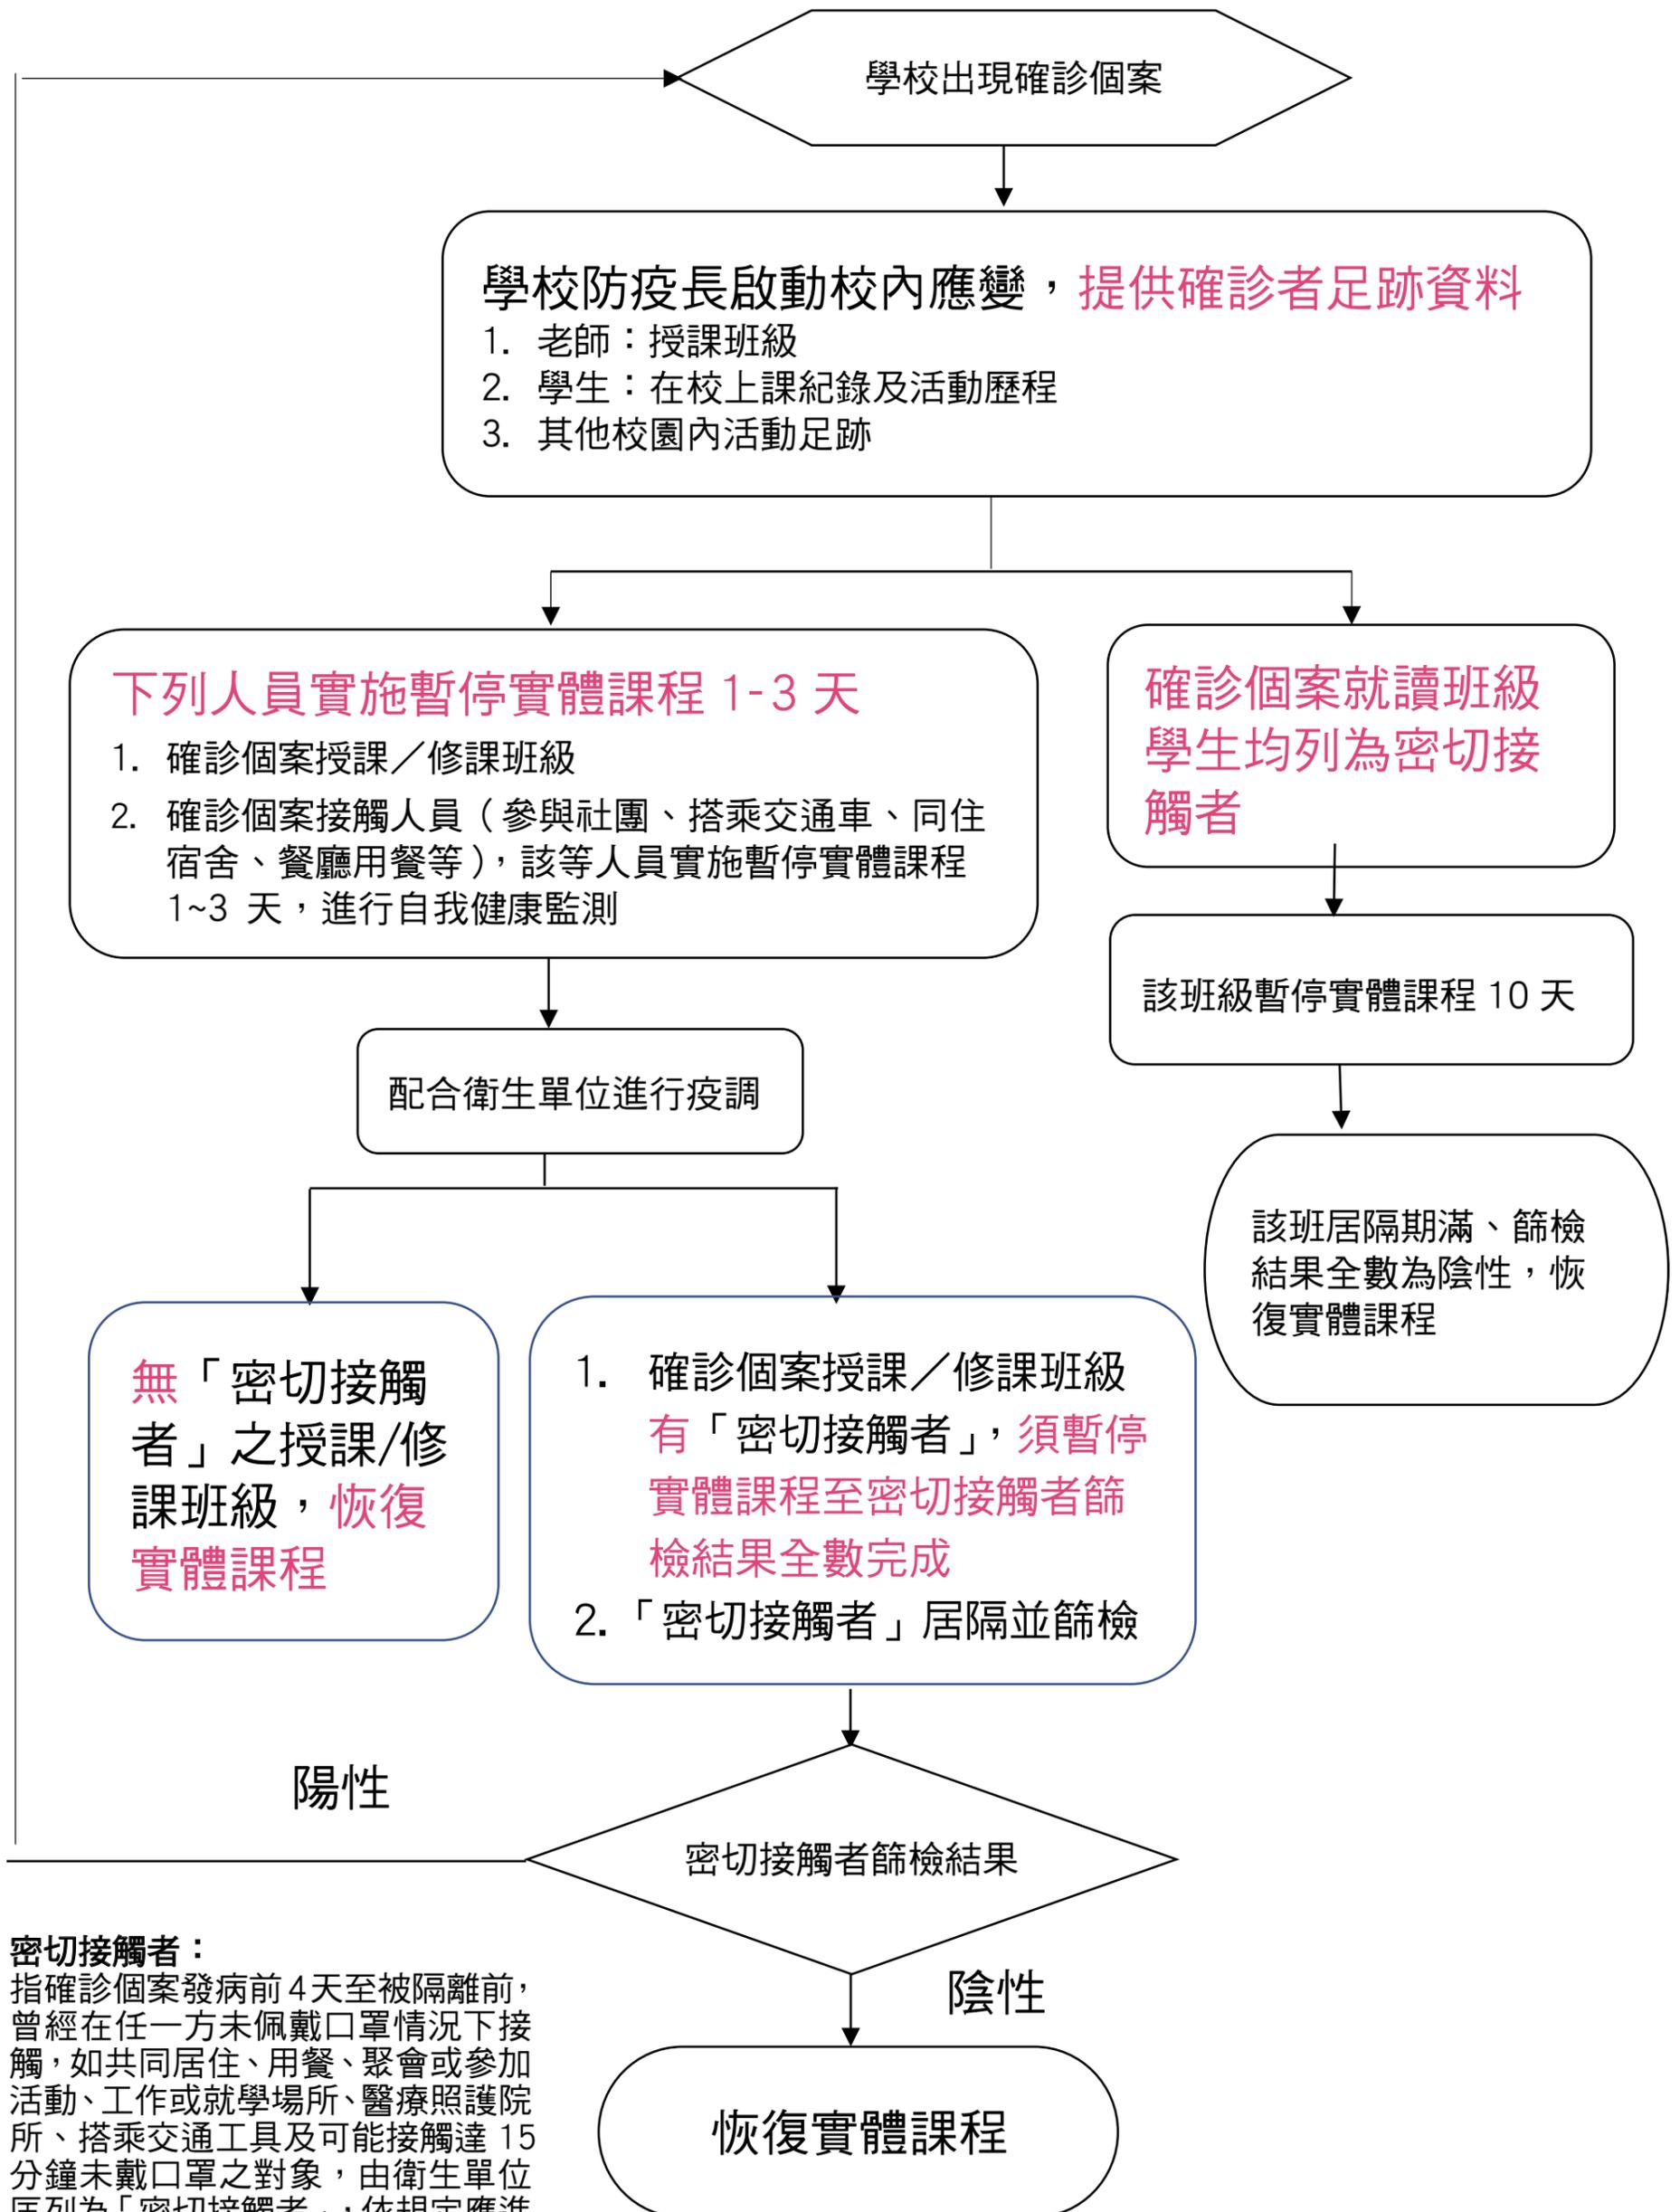 學校出現確診個案
學校防疫長啟動校內應變，提供確診者足跡資料
1. 老師：授課班級
2. 學生：在校上課紀錄及活動歷程
3. 其他校園內活動足跡
下列人員實施暫停實體課程 1-3 天
1. 確診個案授課／修課班級
2. 確診個案接觸人員（參與社團、搭乘交通車、同住
宿舍、餐廳用餐等），該等人員實施暫停實體課程
1~3 天，進行自我健康監測
確診個案就讀班級
學生均列為密切接
觸者
該班級暫停實體課程 10 天
配合衛生單位進行疫調
該班居隔期滿、篩檢
結果全數為陰性，恢
復實體課程
無「密切接觸
者」之授課/修
課班級，恢復
實體課程
1. 確診個案授課／修課班級
有「密切接觸者」，須暫停
實體課程至密切接觸者篩
檢結果全數完成
2.「密切接觸者」居隔並篩檢
陽性
密切接觸者篩檢結果
陰性
恢復實體課程
密切接觸者：
指確診個案發病前 4 天至被隔離前，
曾經在任一方未佩戴口罩情況下接
觸，如共同居住、用餐、聚會或參加
活動、工作或就學場所、醫療照護院
所、搭乘交通工具及可能接觸達 15
分鐘未戴口罩之對象，由衛生單位
匡列為「密切接觸者」，依規定應進